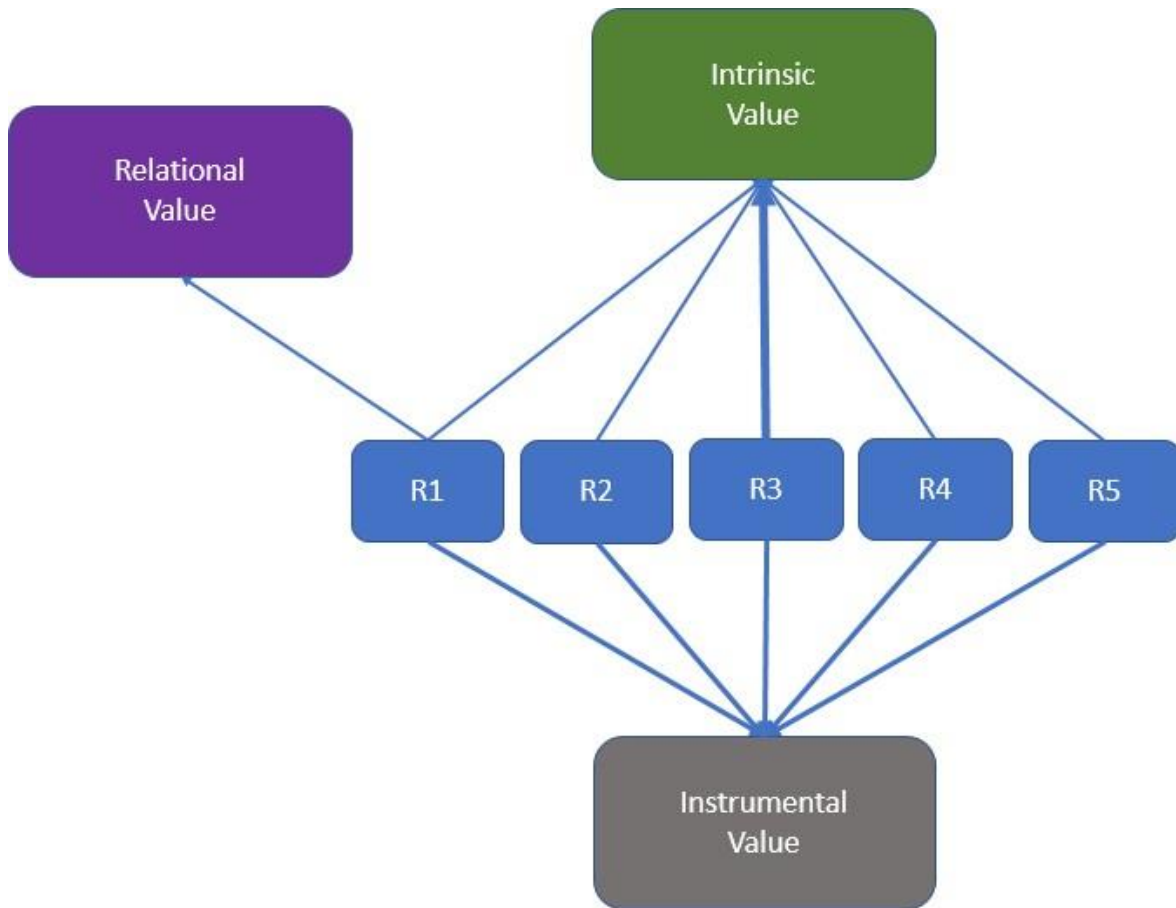 Intrinsic
Value
Relational
Value
R1
R2
R3
R4
R5
Instrumental
Value